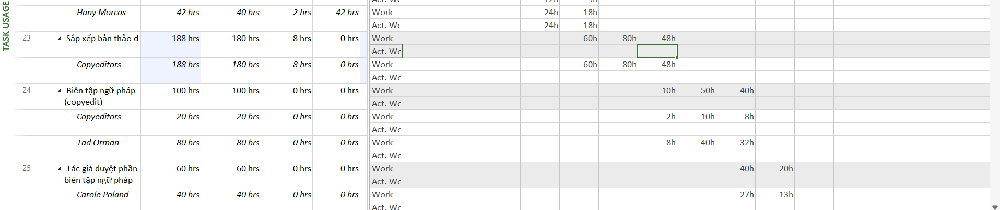 TASK USAGE
Act. Wc 12h 9h
Hany Morcos 42 hrs 40 hrs 2 hrs 42 hrs Work 24h 18h
Act. Wc 24h 18h
23 Sắp xếp bản thảo đ 188 hrs 180 hrs 8 hrs 0 hrs Work 60h 80h 48h
Act. Wc
Copyeditors 188 hrs 180 hrs 8 hrs 0 hrs Work 60h 80h 48h
Act. Wc
24 Biên tập ngữ pháp 100 hrs 100 hrs 0 hrs 0 hrs Work 10h 50h 40h
(copyedit) Act. Wc
Copyeditors 20 hrs 20 hrs 0 hrs 0 hrs Work 2h 10h 8h
Act. Wc
Tad Orman 80 hrs 80 hrs 0 hrs 0 hrs Work 8h 40h 32h
Act. Wc
25 Tác giả duyệt phần 60 hrs 60 hrs 0 hrs 0 hrs Work 40h 20h
biên tập ngữ pháp Act. Wc
Carole Poland 40 hrs 40 hrs 0 hrs 0 hrs Work 27h 13h
Act. Wc